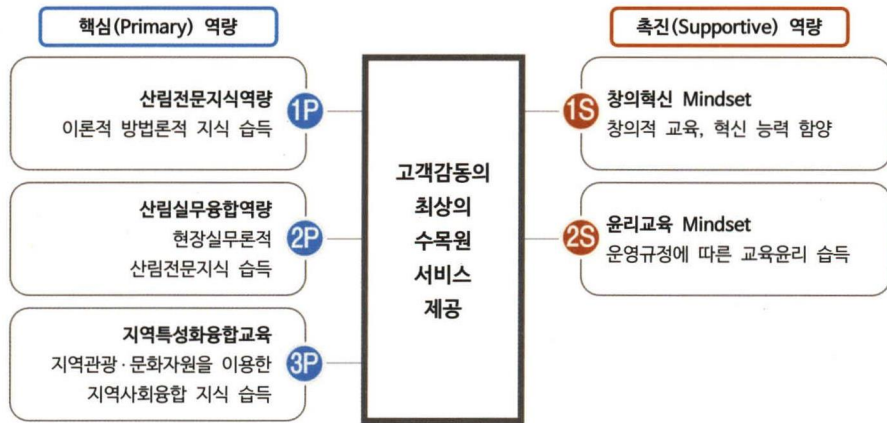 핵심(Primary) 역량
산림전문지식역량
이론적 방법론적 지식 습득
1P
산림실무융합역량
현장실무론적
산림전문지식 습득
2P
지역특성화융합교육
지역관광·문화자원을 이용한
지역사회융합 지식 습득
3P
고객감동의
최상의
수목원
서비스
제공
촉진(Supportive) 역량
1S
창의혁신 Mindset
창의적 교육, 혁신 능력 함양
2S
윤리교육 Mindset
운영규정에 따른 교육윤리 습득